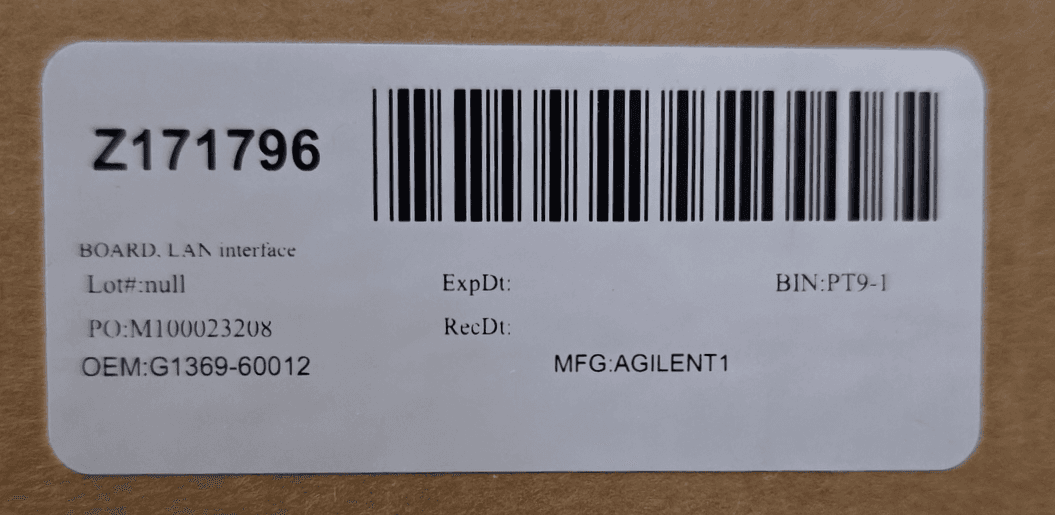 Z171796
BOARD, LAN interface
Lot#:null ExpDt: BIN:PT9-1
PO:M100023208 RecDt:
OEM:G1369-60012 MFG:AGILENT1